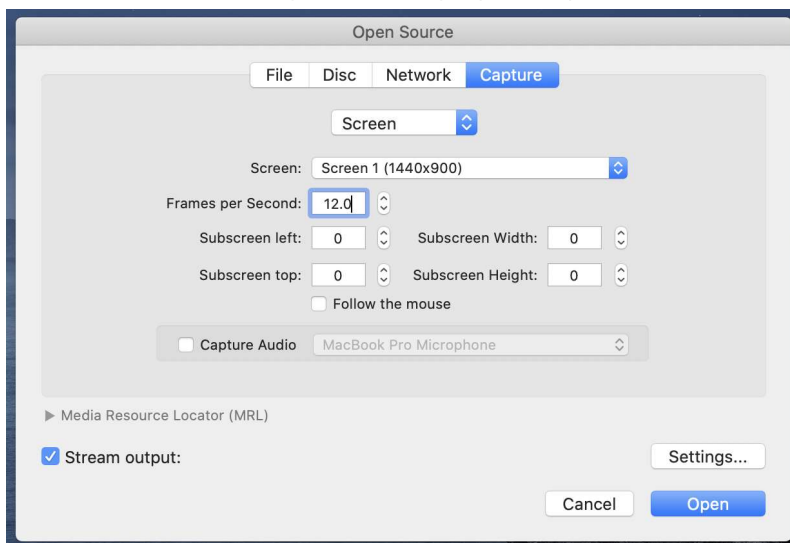 Open Source
File Disc Network Capture
Screen
Screen: Screen 1 (1440x900)
Frames per Second: 12.0
Subscreen left: 0 Subscreen Width: 0
Subscreen top: 0 Subscreen Height: 0
Follow the mouse
Capture Audio MacBook Pro Microphone
Media Resource Locator (MRL)
Stream output: Settings...
Cancel Open